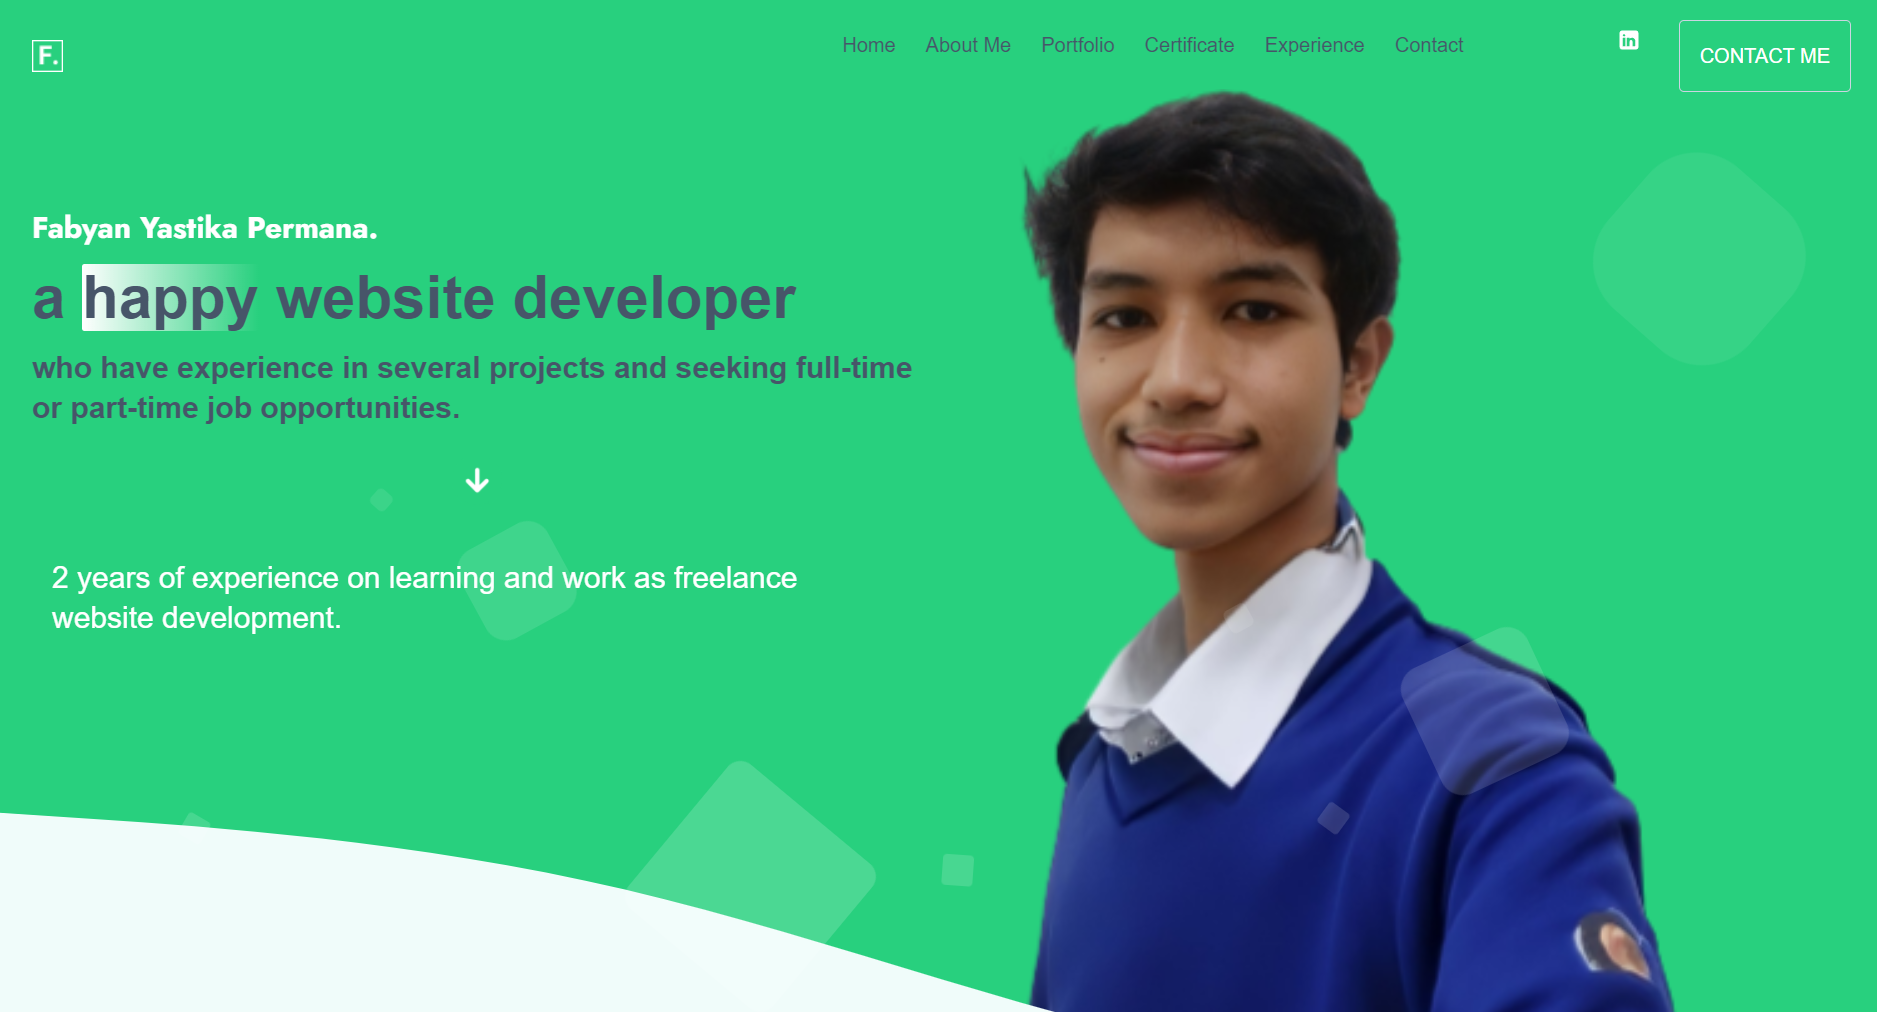 F.
Home About Me Portfolio Certificate Experience Contact
in
CONTACT ME
Fabyan Yastika Permana.
a happy website developer
who have experience in several projects and seeking full-time
or part-time job opportunities.
2 years of experience on learning and work as freelance
website development.